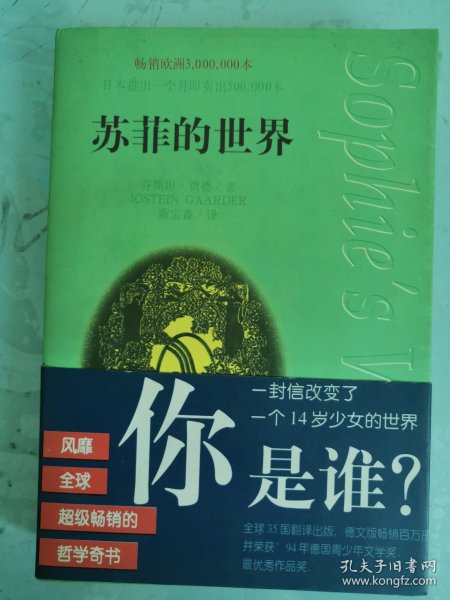 畅销欧洲3,000,000本
日本推出一个月即卖出500,000本
苏菲的世界
乔斯坦·贾德/著
JOSTEIN GAARDER
萧宝森/译
Sophie's W
一封信改变了
一个14岁少女的世界
你
是谁?
风靡
全球
超级畅销的
哲学奇书
全球35国翻译出版,德文版畅销百万册
并荣获'94年德国青少年文学奖、
最优秀作品奖.
孔夫子旧书网
www.kongfz.com